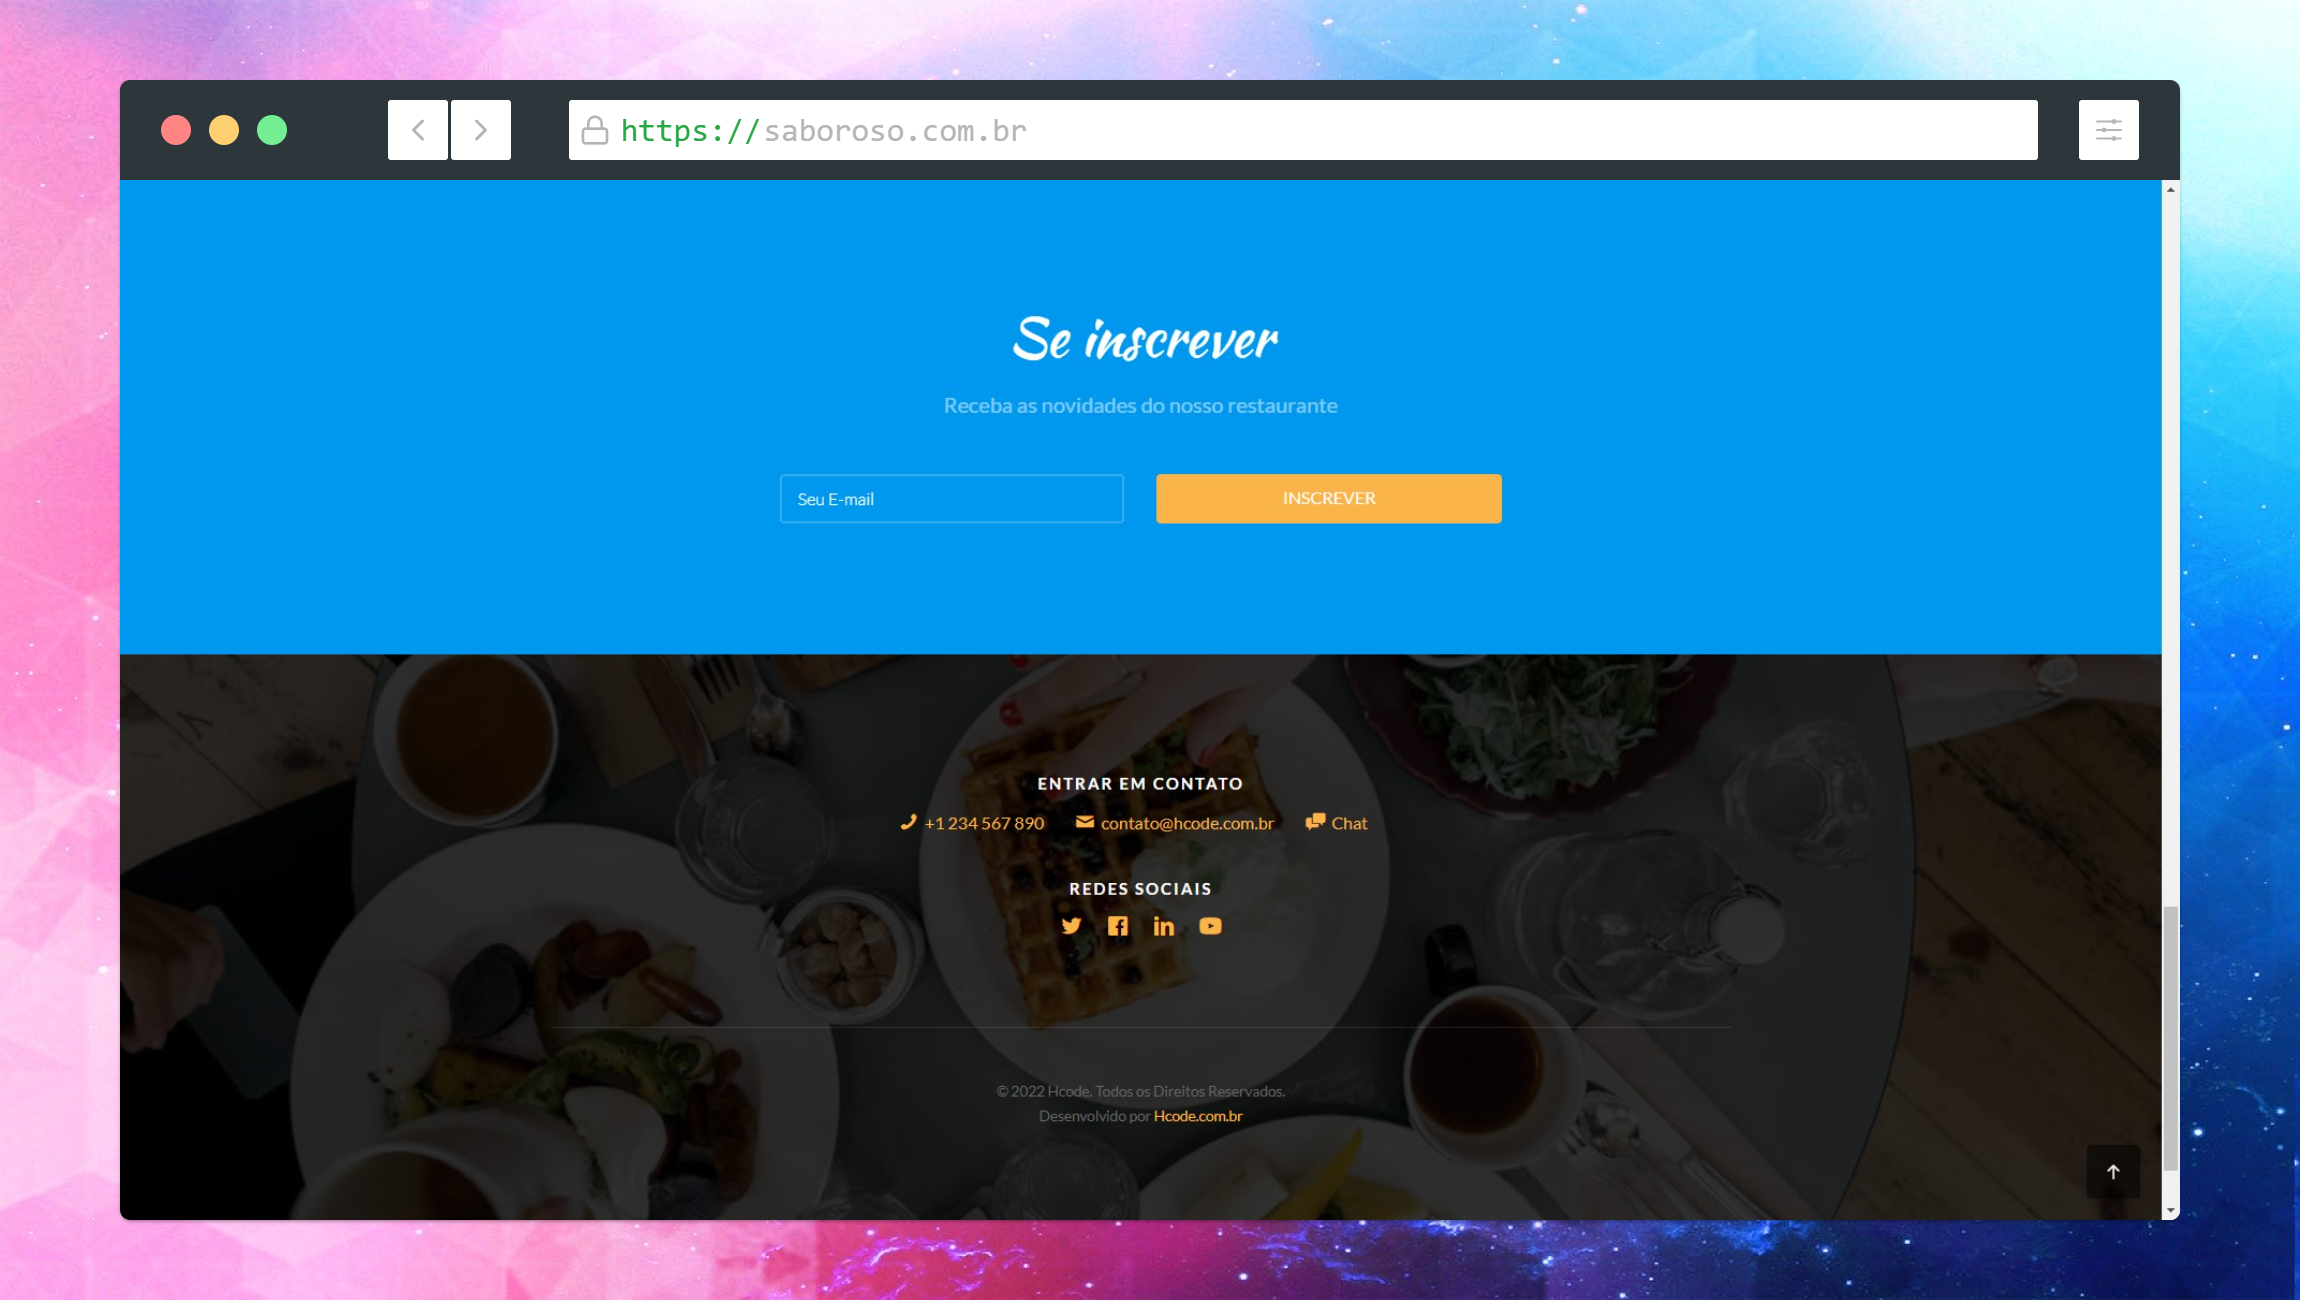 https://saboroso.com.br
Se inscrever
Receba as novidades do nosso restaurante
Seu E-mail
INSCREVER
ENTRAR EM CONTATO
+1 234 567 890 contato@hcode.com.br Chat
REDES SOCIAIS
© 2022 Hcode. Todos os Direitos Reservados.
Desenvolvido por Hcode.com.br